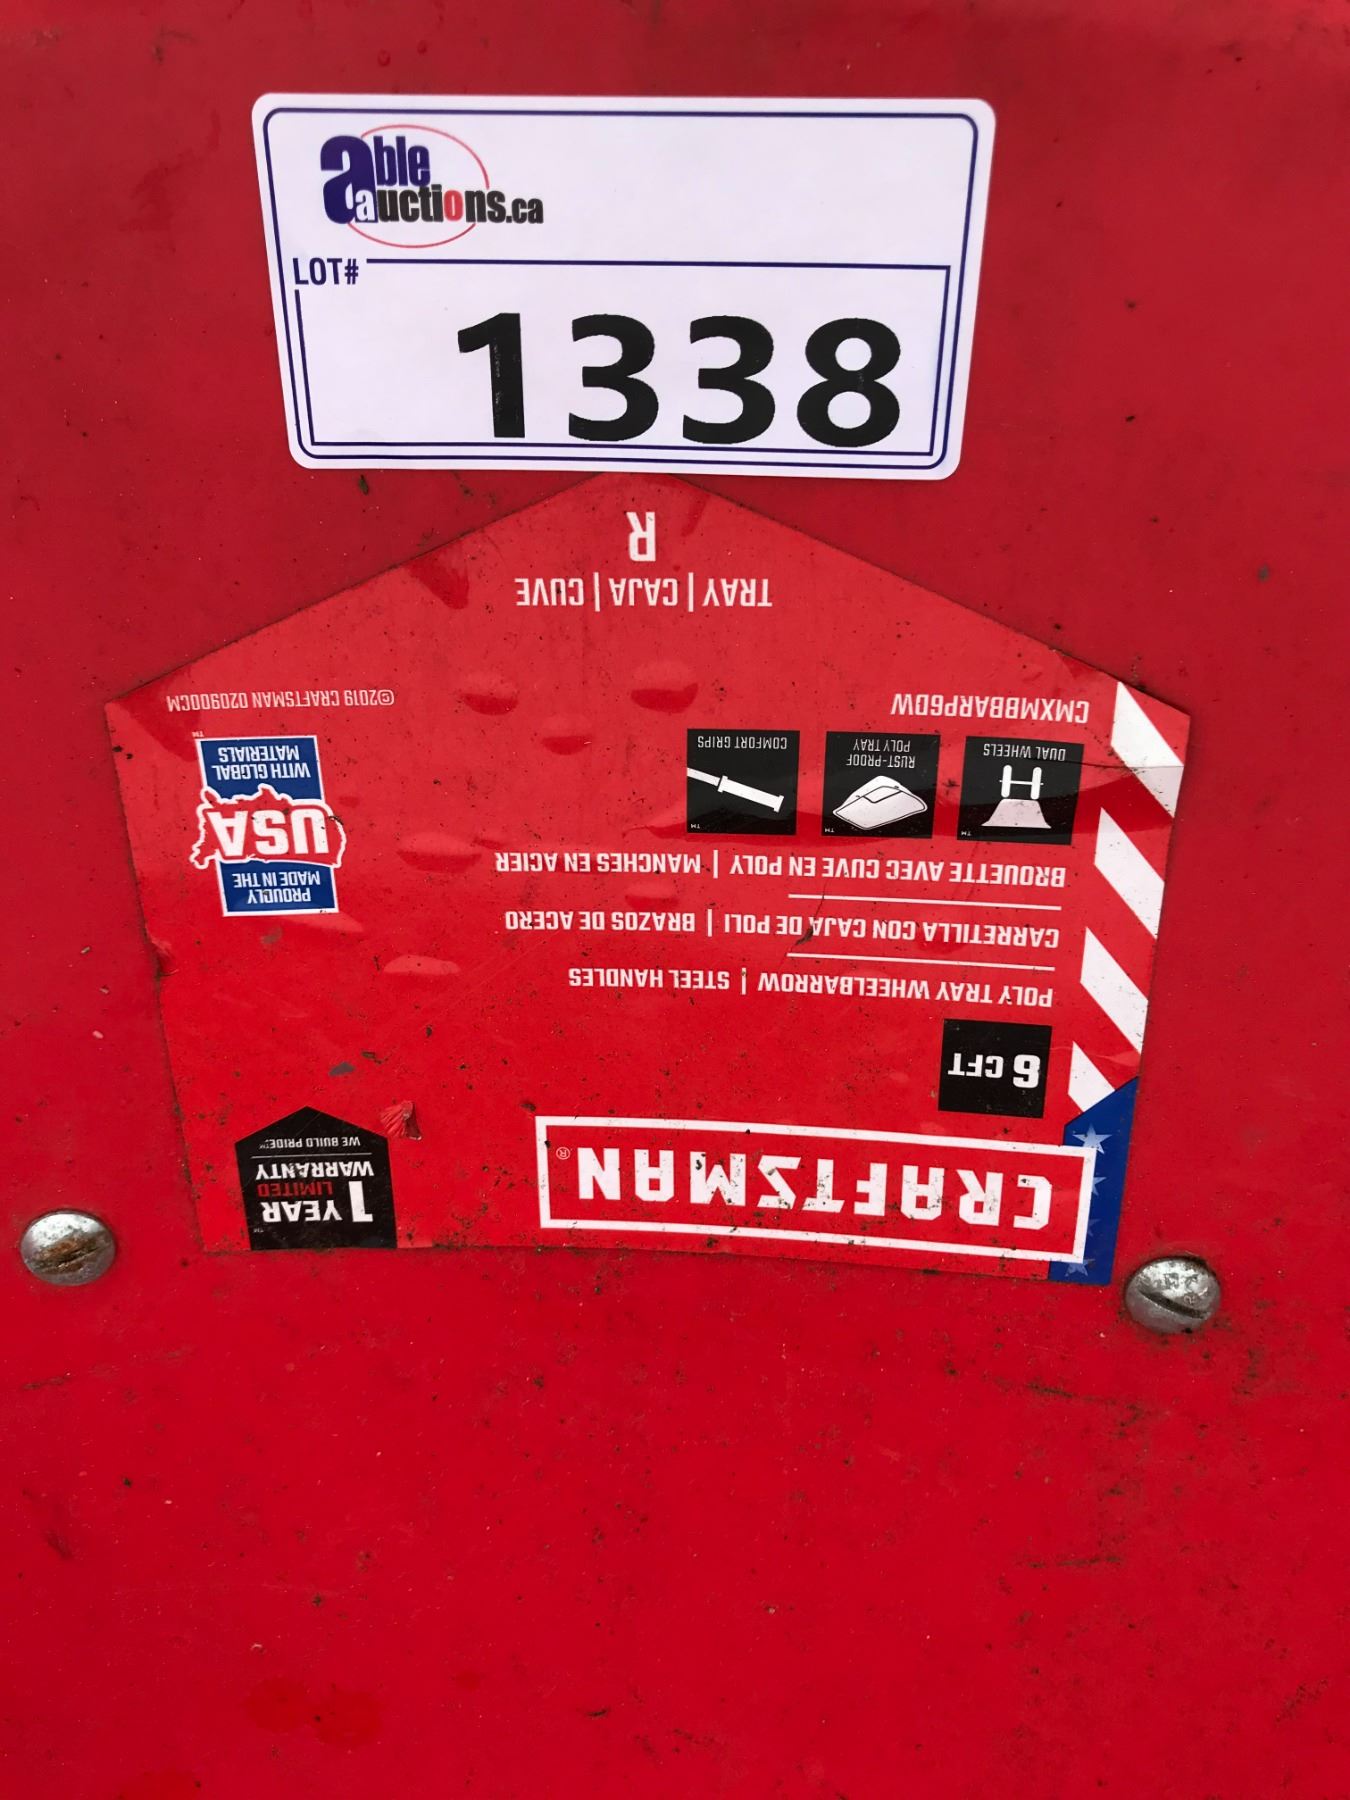 able
auctions.ca
LOT#
1338
CRAFTSMAN®
1 YEAR
LIMITED
WARRANTY
WE BUILD PRIDE™
6 CFT
POLY TRAY WHEELBARROW | STEEL HANDLES
CARRETILLA CON CAJA DE POLI | BRAZOS DE ACERO
BROUETTE AVEC CUVE EN POLY | MANCHES EN ACIER
PROUDLY
MADE IN THE
USA
WITH GLOBAL
MATERIALS
™
DUAL WHEELS
RUST-PROOF
POLY TRAY
COMFORT GRIPS
CMXMBBARP6DW
©2019 CRAFTSMAN 020900CM
TRAY | CAJA | CUVE
R